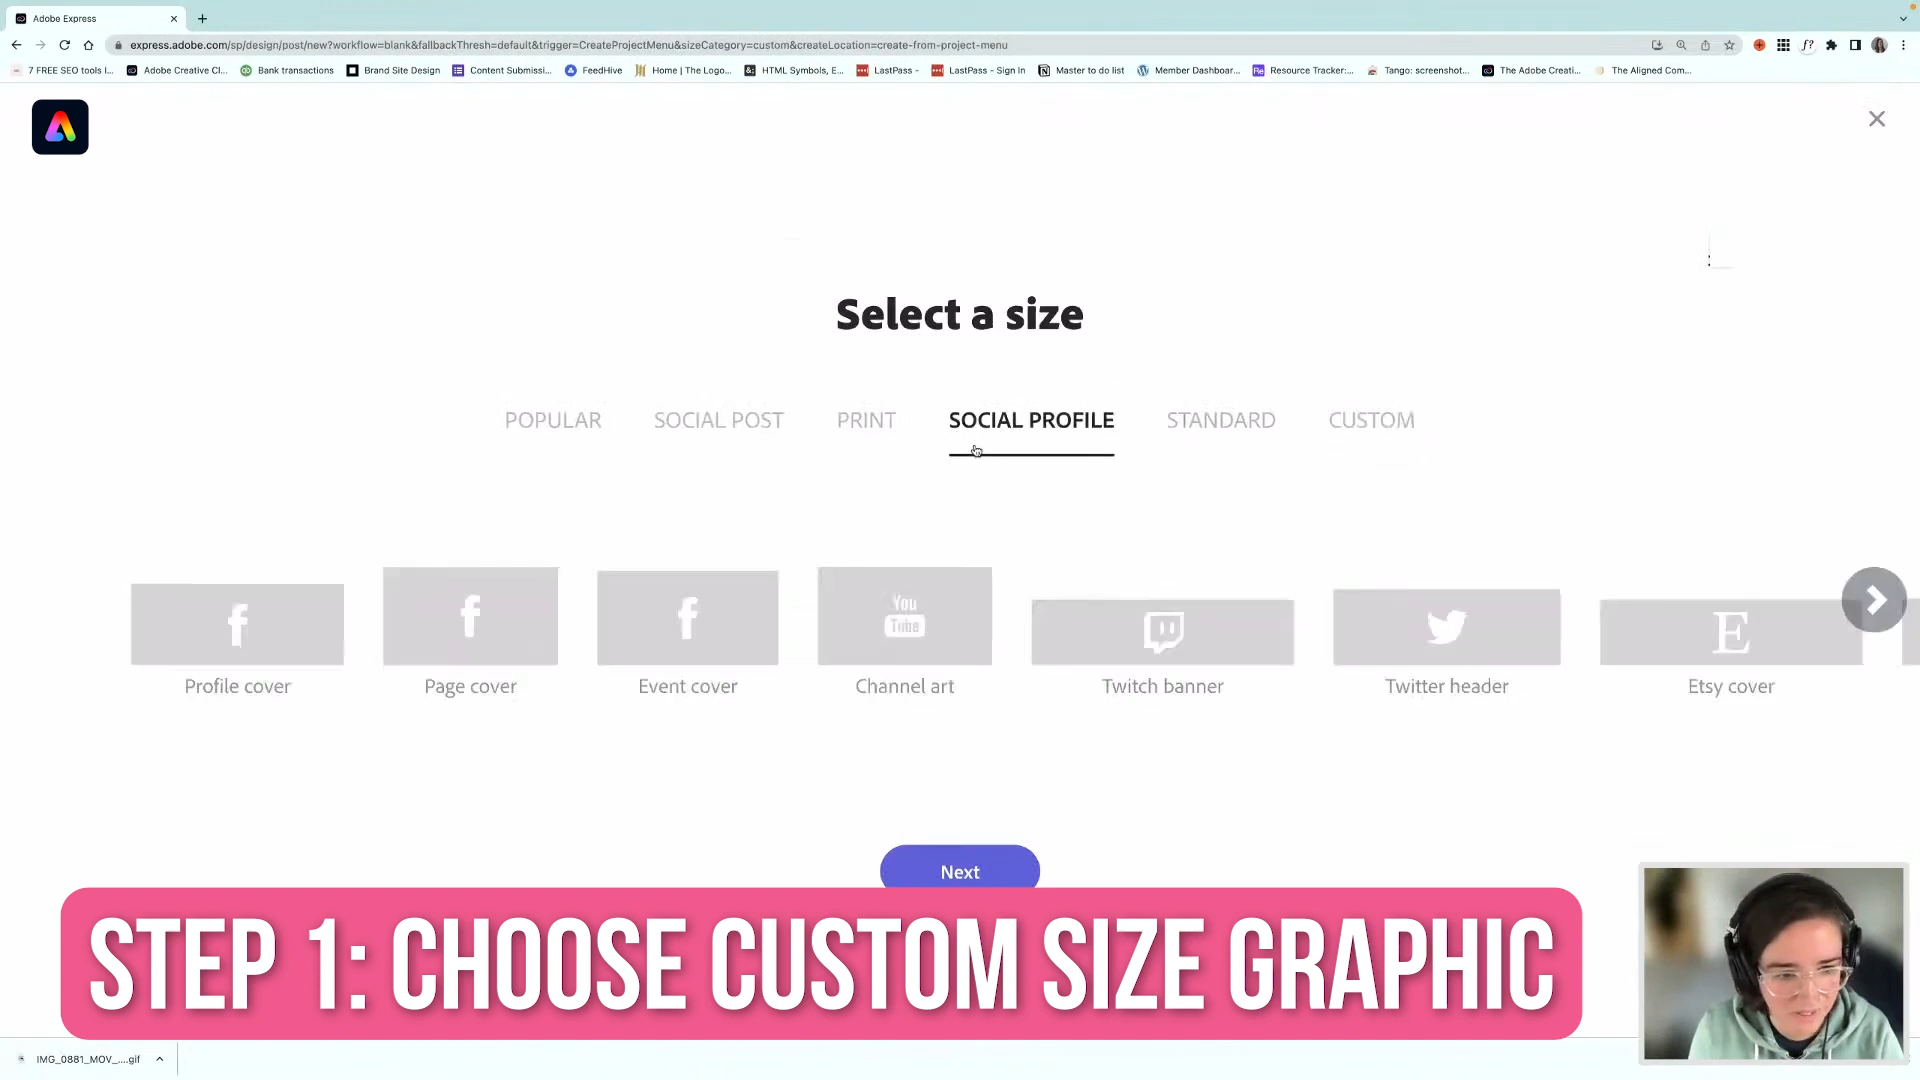 Adobe Express
express.adobe.com/sp/design/post/new?workflow=blank&fallbackThresh=default&trigger=CreateProjectMenu&sizeCategory=custom&createLocation=create-from-project-menu
7 FREE SEO tools I... Adobe Creative Cl... Bank transactions Brand Site Design Content Submissi... FeedHive Home | The Logo... HTML Symbols, E... LastPass - LastPass - Sign In Master to do list Member Dashboar... Resource Tracker:... Tango: screenshot... The Adobe Creati... The Aligned Com...
Select a size
POPULAR SOCIAL POST PRINT SOCIAL PROFILE STANDARD CUSTOM
You
Tube
E
Profile cover Page cover Event cover Channel art Twitch banner Twitter header Etsy cover
Next
STEP 1: CHOOSE CUSTOM SIZE GRAPHIC
IMG_0881_MOV_....gif